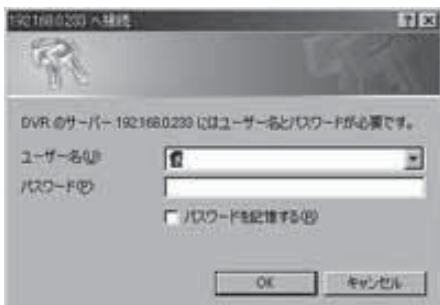 192.168.0.233 へ接続
DVR のサーバー 192.168.0.233 にはユーザー名とパスワードが必要です。
ユーザー名(U)
パスワード(P)
パスワードを記憶する(R)
OK
キャンセル